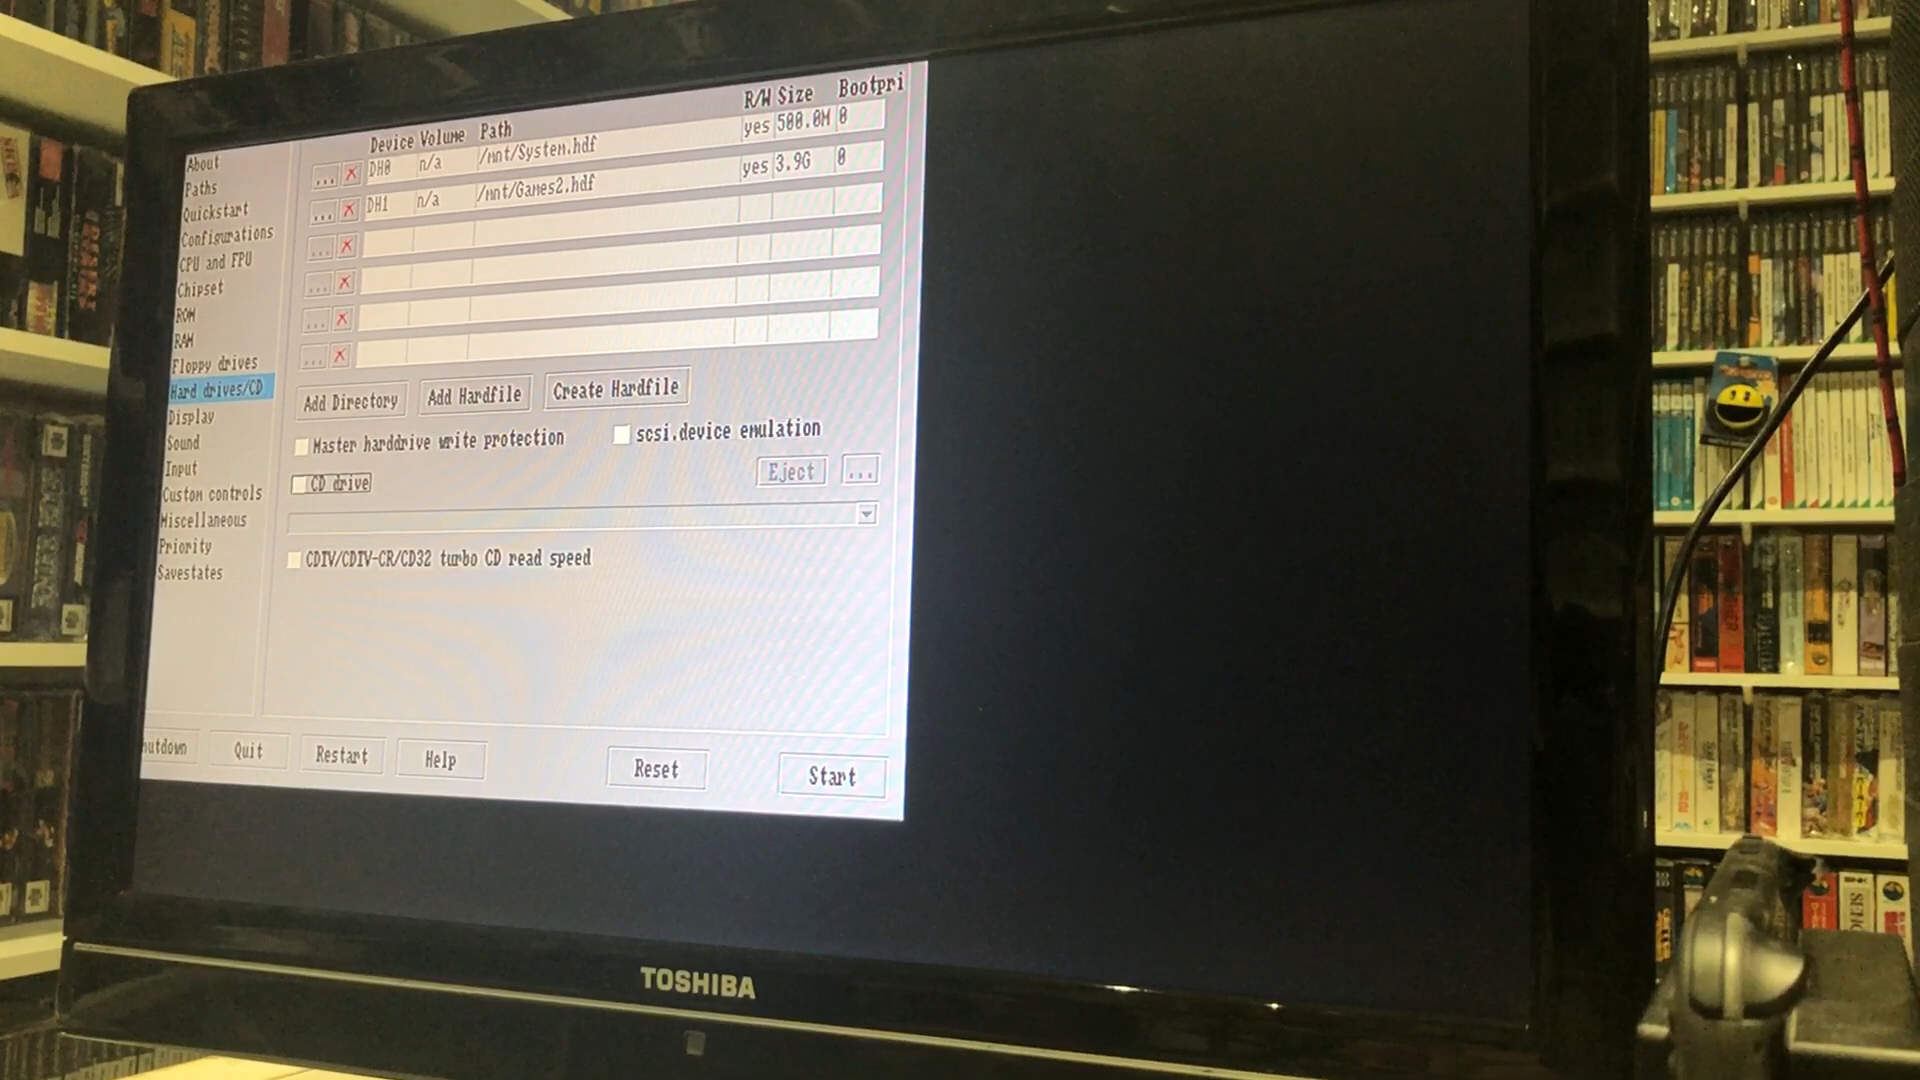 Device Volume Path R/W Size Bootpri
... X DH0 n/a /mnt/System.hdf yes 500.0M 0
... X DH1 n/a /mnt/Games2.hdf yes 3.9G 0
... X
... X
... X
... X
About
Paths
Quickstart
Configurations
CPU and FPU
Chipset
ROM
RAM
Floppy drives
Hard drives/CD
Display
Sound
Input
Custom controls
Miscellaneous
Priority
Savestates
Add Directory Add Hardfile Create Hardfile
Master harddrive write protection scsi.device emulation
CD drive Eject ...
CDTV/CDTV-CR/CD32 turbo CD read speed
hutdown Quit Restart Help Reset Start
TOSHIBA